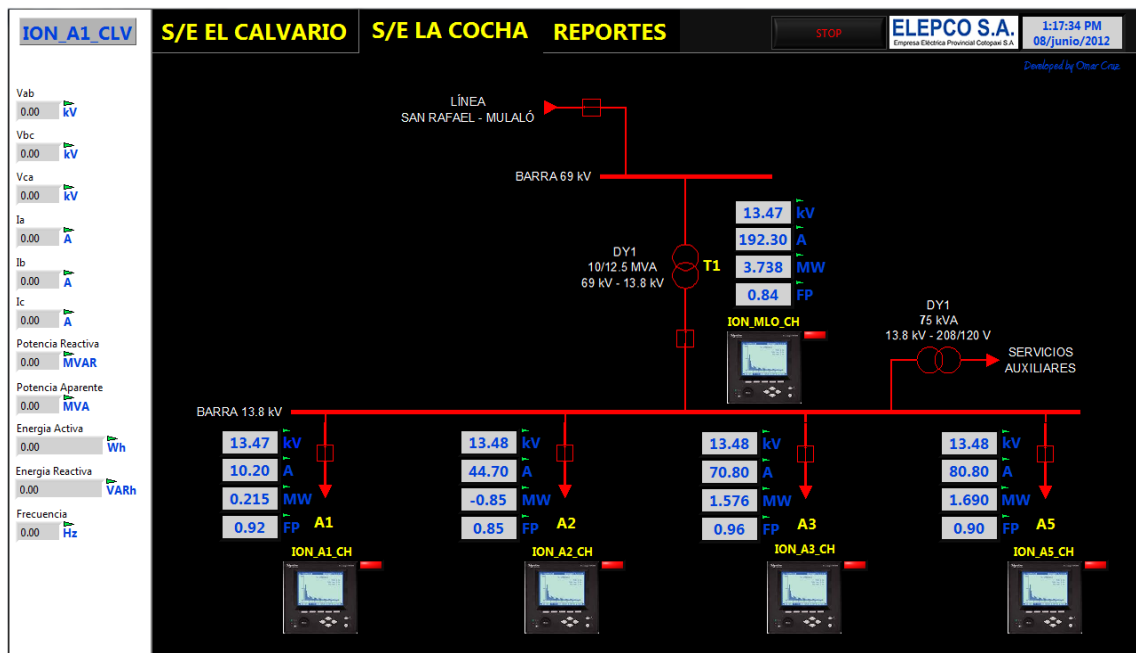 ION_A1_CLV
S/E EL CALVARIO
S/E LA COCHA
REPORTES
STOP
ELEPCO S.A.
Empresa Eléctrica Provincial Cotopaxi S.A
1:17:34 PM
08/junio/2012
Developed by Omar Cruz
Vab
0.00 kV
Vbc
0.00 kV
Vca
0.00 kV
Ia
0.00 A
Ib
0.00 A
Ic
0.00 A
Potencia Reactiva
0.00 MVAR
Potencia Aparente
0.00 MVA
Energia Activa
0.00 Wh
Energia Reactiva
0.00 VARh
Frecuencia
0.00 Hz
LÍNEA
SAN RAFAEL - MULALÓ
BARRA 69 kV
DY1
10/12.5 MVA
69 kV - 13.8 kV
T1
13.47 kV
192.30 A
3.738 MW
0.84 FP
ION_MLO_CH
DY1
75 kVA
13.8 kV - 208/120 V
SERVICIOS
AUXILIARES
BARRA 13.8 kV
13.47 kV
10.20 A
0.215 MW
0.92 FP
A1
ION_A1_CH
13.48 kV
44.70 A
-0.85 MW
0.85 FP
A2
ION_A2_CH
13.48 kV
70.80 A
1.576 MW
0.96 FP
A3
ION_A3_CH
13.48 kV
80.80 A
1.690 MW
0.90 FP
A5
ION_A5_CH